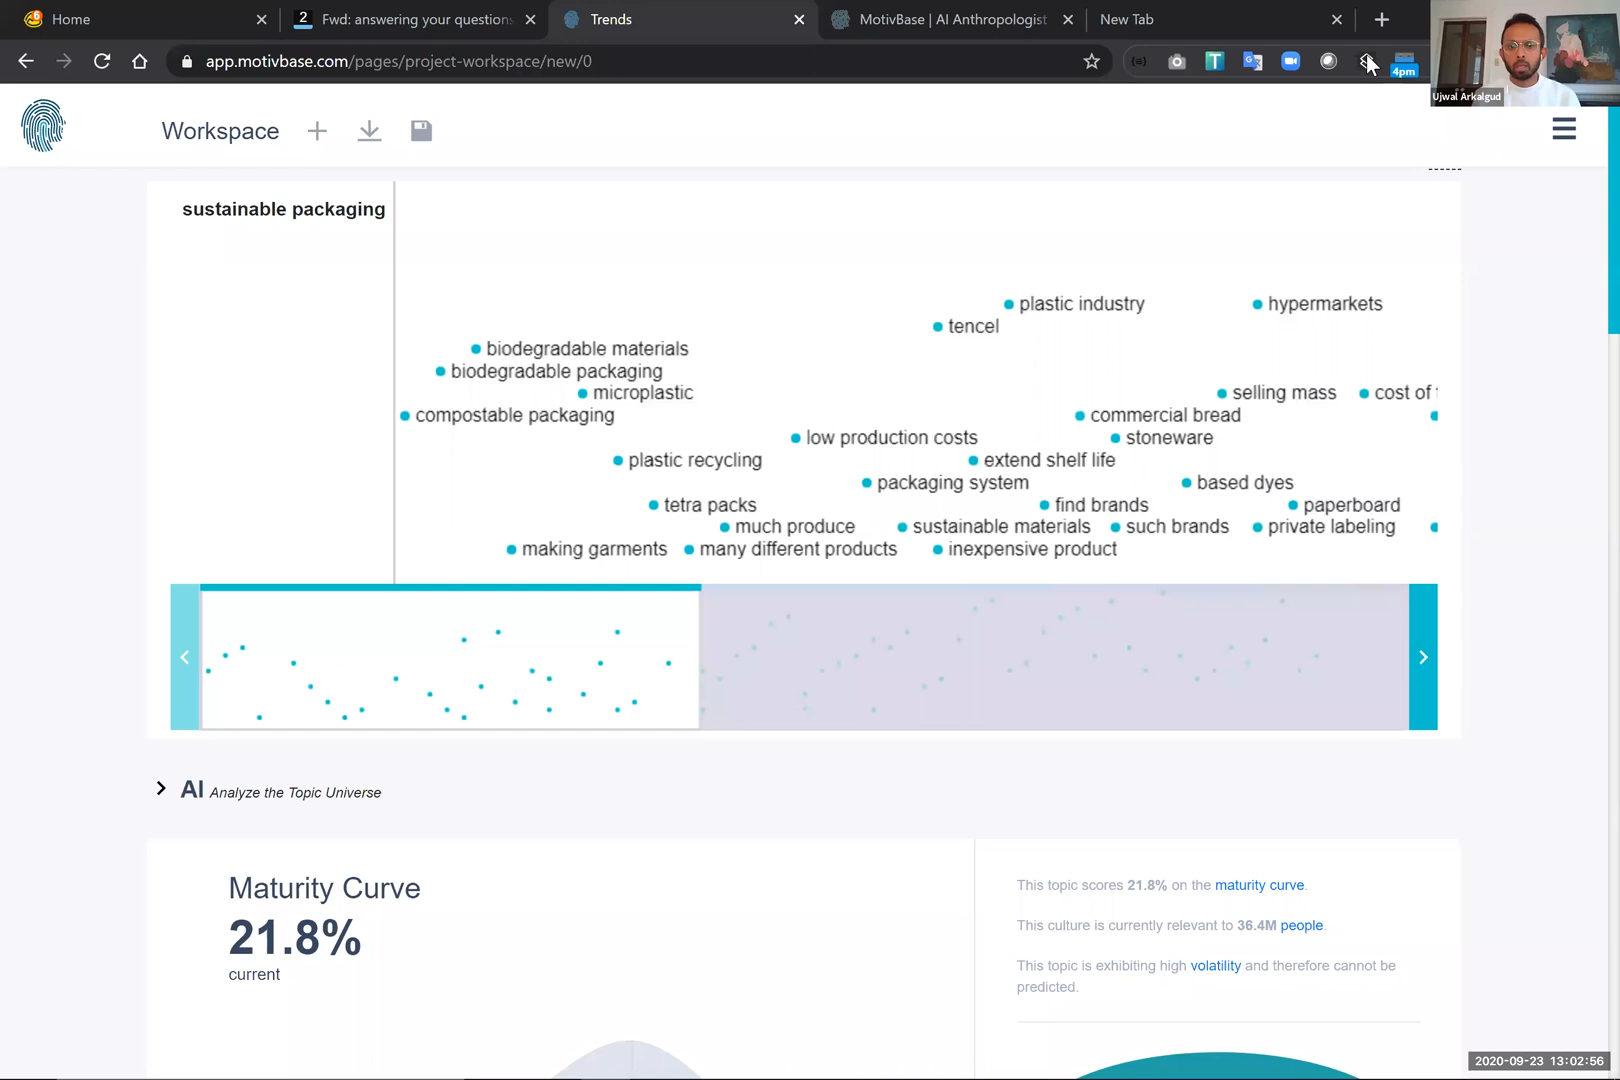 Home
2 Fwd: answering your questions
Trends
MotivBase | AI Anthropologist
New Tab
app.motivbase.com/pages/project-workspace/new/0
4pm
Ujwal Arkalgud
Workspace
sustainable packaging
plastic industry
hypermarkets
tencel
biodegradable materials
biodegradable packaging
microplastic
selling mass
cost of
compostable packaging
commercial bread
low production costs
stoneware
plastic recycling
extend shelf life
packaging system
based dyes
tetra packs
find brands
paperboard
much produce
sustainable materials
such brands
private labeling
making garments
many different products
inexpensive product
AI Analyze the Topic Universe
Maturity Curve
21.8%
current
This topic scores 21.8% on the maturity curve.
This culture is currently relevant to 36.4M people.
This topic is exhibiting high volatility and therefore cannot be
predicted.
2020-09-23 13:02:56